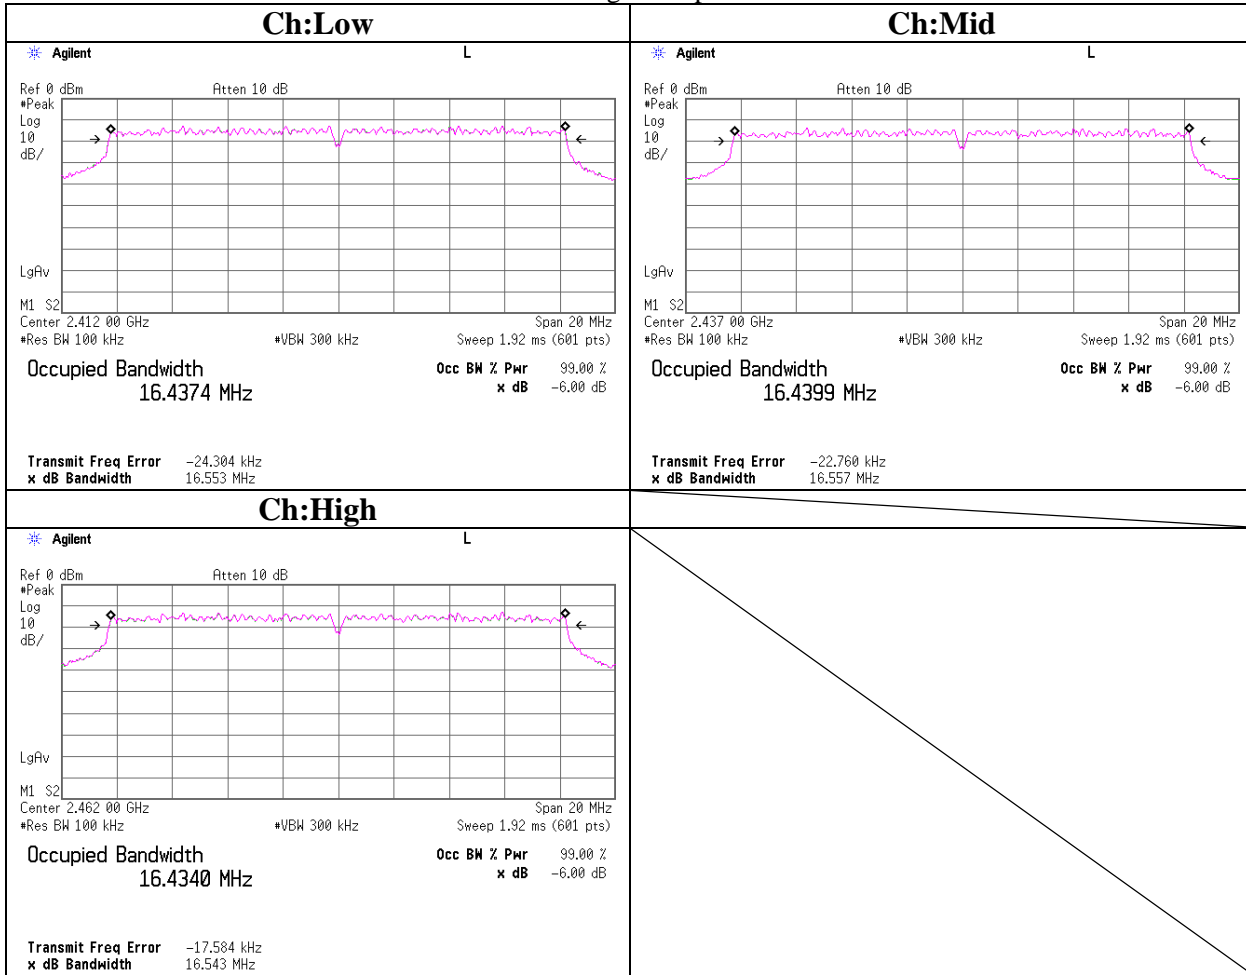 Ch:Low
Agilent
L
Ref 0 dBm Atten 10 dB
#Peak
Log
10
dB/
LgAv
M1 S2
Center 2.412 00 GHz Span 20 MHz
#Res BW 100 kHz #VBW 300 kHz Sweep 1.92 ms (601 pts)
Occupied Bandwidth Occ BW % Pwr 99.00 %
16.4374 MHz x dB -6.00 dB
Transmit Freq Error -24.304 kHz
x dB Bandwidth 16.553 MHz
Ch:Mid
Agilent
L
Ref 0 dBm Atten 10 dB
#Peak
Log
10
dB/
LgAv
M1 S2
Center 2.437 00 GHz Span 20 MHz
#Res BW 100 kHz #VBW 300 kHz Sweep 1.92 ms (601 pts)
Occupied Bandwidth Occ BW % Pwr 99.00 %
16.4399 MHz x dB -6.00 dB
Transmit Freq Error -22.760 kHz
x dB Bandwidth 16.557 MHz
Ch:High
Agilent
L
Ref 0 dBm Atten 10 dB
#Peak
Log
10
dB/
LgAv
M1 S2
Center 2.462 00 GHz Span 20 MHz
#Res BW 100 kHz #VBW 300 kHz Sweep 1.92 ms (601 pts)
Occupied Bandwidth Occ BW % Pwr 99.00 %
16.4340 MHz x dB -6.00 dB
Transmit Freq Error -17.584 kHz
x dB Bandwidth 16.543 MHz